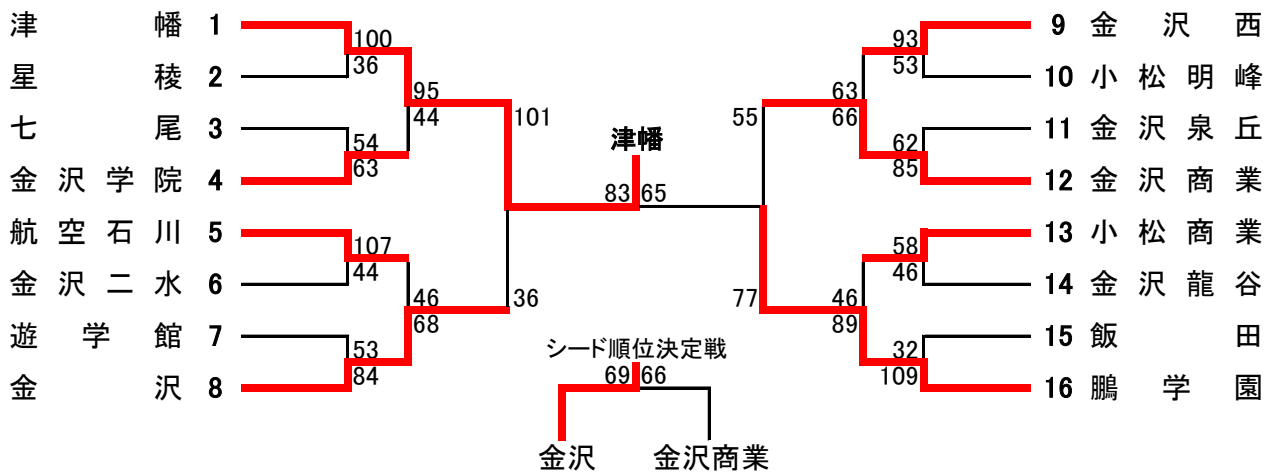 津幡 1
100
36
星稜 2
95
44
七尾 3
54
63
金沢学院 4
101
航空石川 5
107
44
金沢二水 6
46
68
遊学館 7
53
84
金沢 8
36
津幡
83 65
9 金沢西
93
53
10 小松明峰
63
66
11 金沢泉丘
62
85
12 金沢商業
55
13 小松商業
58
46
14 金沢龍谷
46
89
15 飯田
32
109
16 鵬学園
77
シード順位決定戦
69 66
金沢 金沢商業